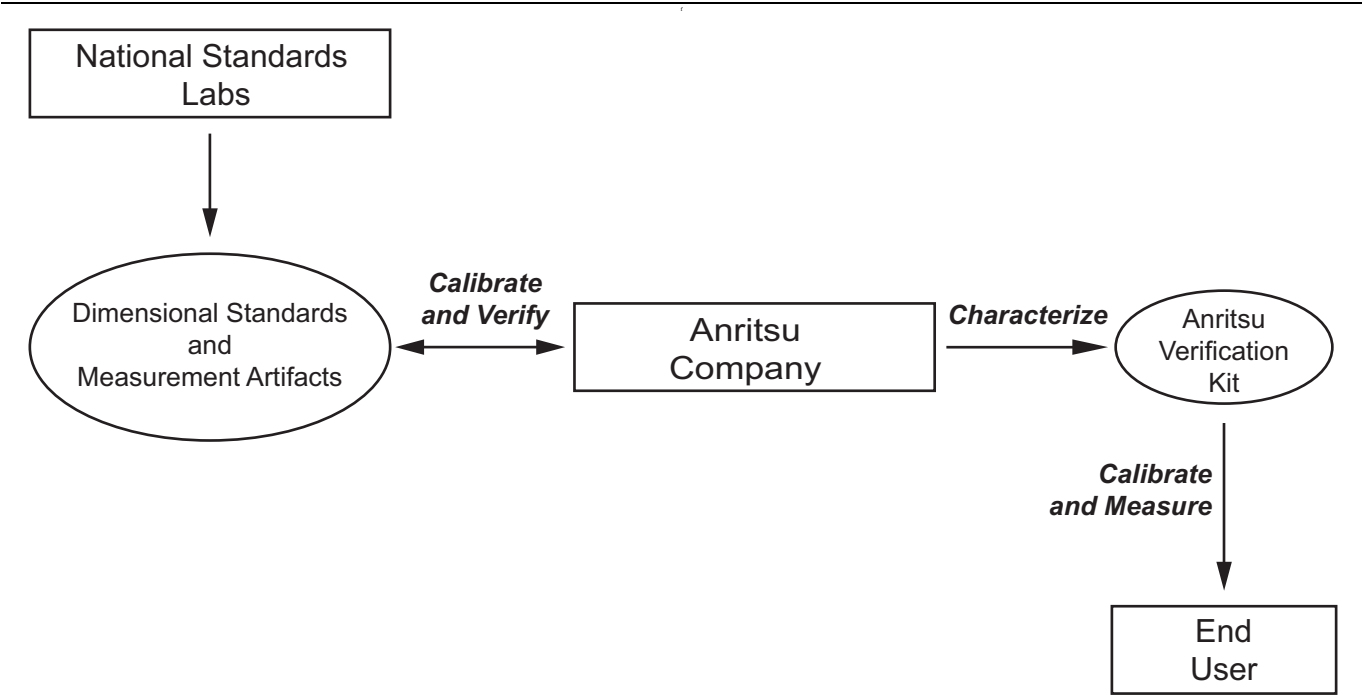 National Standards
Labs
Dimensional Standards
and
Measurement Artifacts
Calibrate
and Verify
Anritsu
Company
Characterize
Anritsu
Verification
Kit
Calibrate
and Measure
End
User